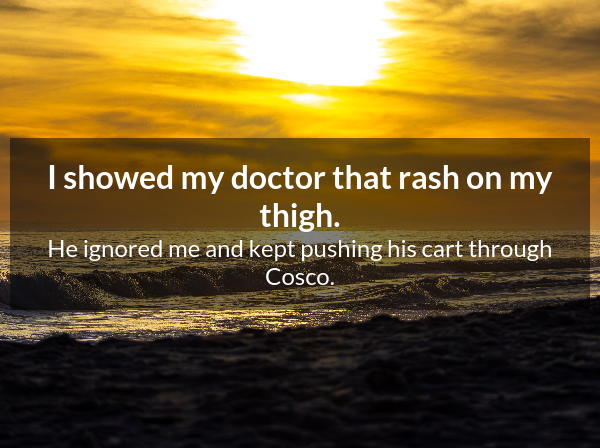 I showed my doctor that rash on my
thigh.
He ignored me and kept pushing his cart through
Cosco.